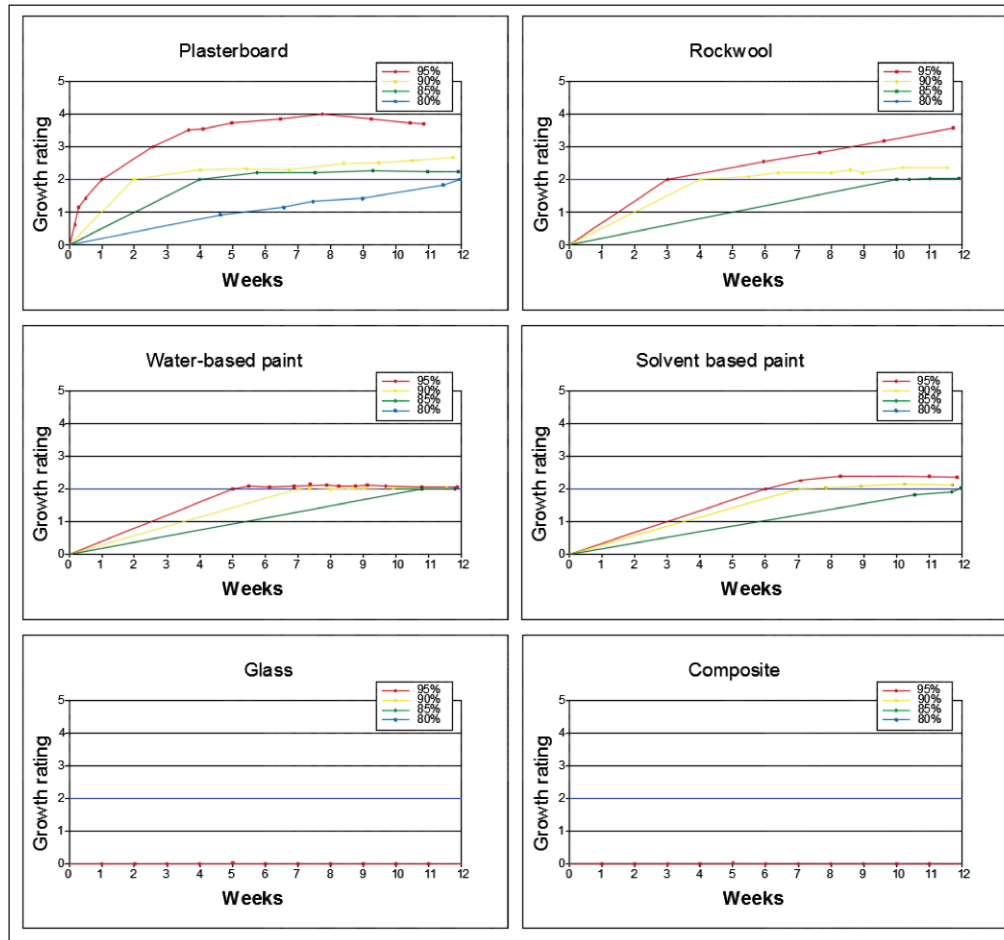 Plasterboard
95%
90%
85%
80%
5
4
3
2
1
0
Growth rating
0 1 2 3 4 5 6 7 8 9 10 11 12
Weeks
Rockwool
95%
90%
85%
80%
5
4
3
2
1
0
Growth rating
0 1 2 3 4 5 6 7 8 9 10 11 12
Weeks
Water-based paint
95%
90%
85%
80%
5
4
3
2
1
0
Growth rating
0 1 2 3 4 5 6 7 8 9 10 11 12
Weeks
Solvent based paint
95%
90%
85%
80%
5
4
3
2
1
0
Growth rating
0 1 2 3 4 5 6 7 8 9 10 11 12
Weeks
Glass
95%
90%
85%
80%
5
4
3
2
1
0
Growth rating
0 1 2 3 4 5 6 7 8 9 10 11 12
Weeks
Composite
95%
90%
85%
80%
5
4
3
2
1
0
Growth rating
0 1 2 3 4 5 6 7 8 9 10 11 12
Weeks